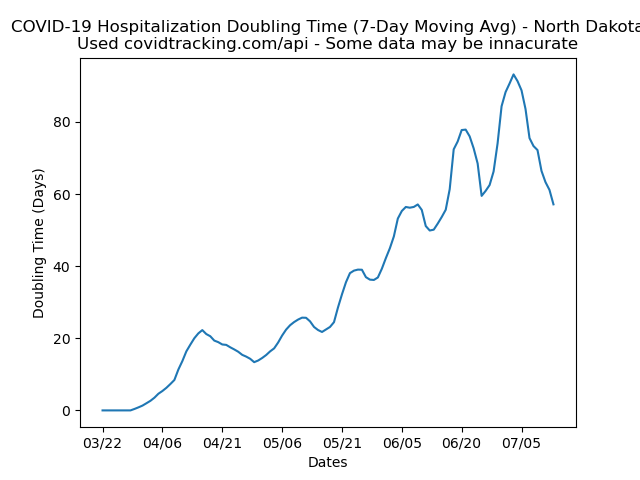 COVID-19 Hospitalization Doubling Time (7-Day Moving Avg) - North Dakota
Used covidtracking.com/api - Some data may be innacurate
80
60
40
20
0
Doubling Time (Days)
03/22 04/06 04/21 05/06 05/21 06/05 06/20 07/05
Dates